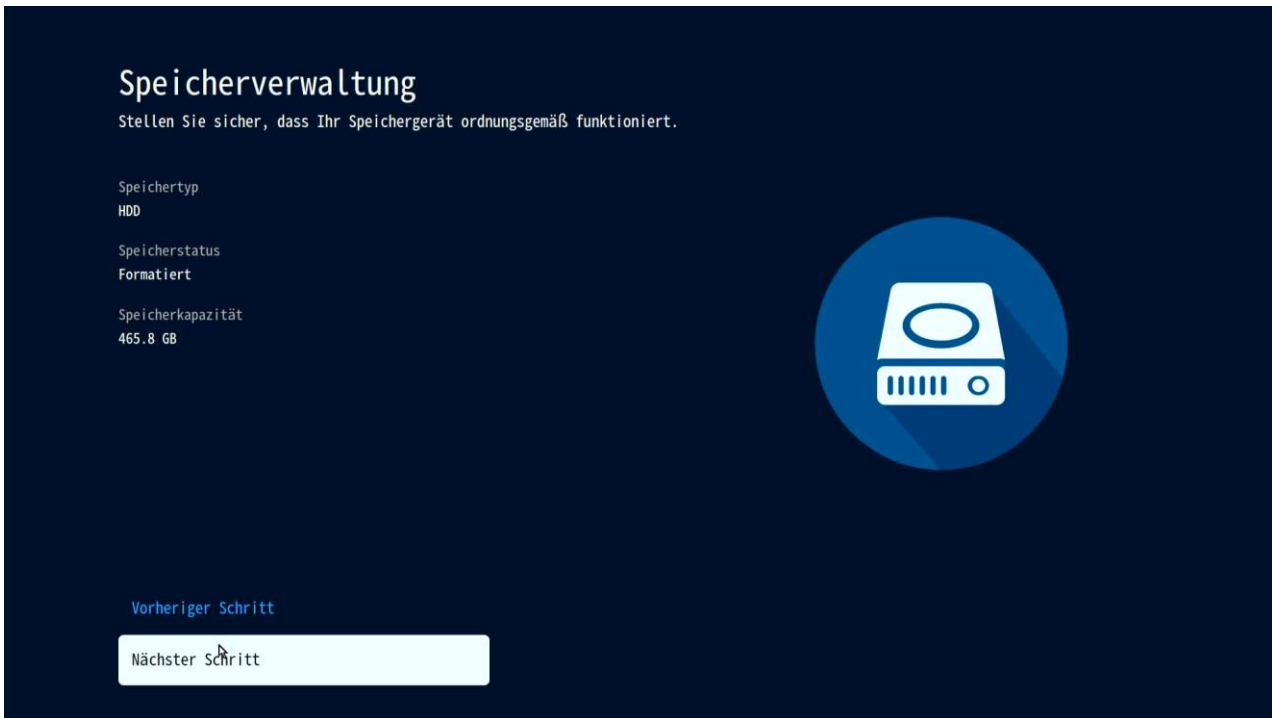 Speicherverwaltung
Stellen Sie sicher, dass Ihr Speichergerät ordnungsgemäß funktioniert.
Speichertyp
HDD
Speicherstatus
Formatiert
Speicherkapazität
465.8 GB
Vorheriger Schritt
Nächster Schritt